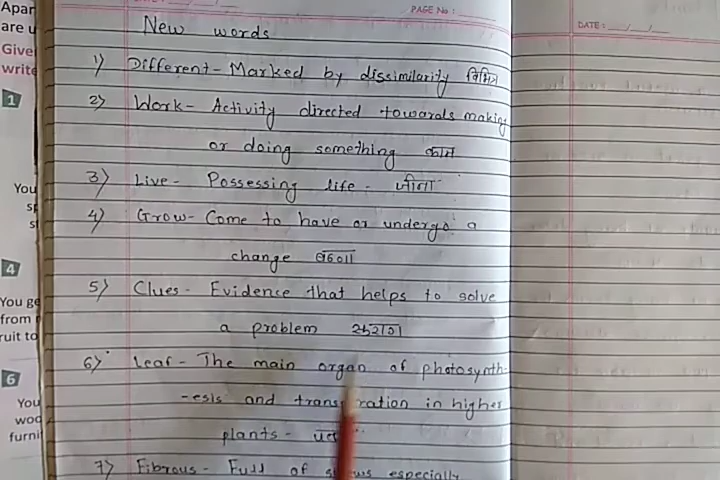 PAGE No :
DATE :
New words
1) Different - Marked by dissimilarity
2) Work - Activity directed towards making
or doing something काम
3) Live - Possessing life - जीना
4) Grow - Come to have or undergo a
change बढना
5) Clues - Evidence that helps to solve
a problem
6) Leaf - The main organ of photosynth-
-esis and in higher
plants -
7) Fibrous - Full of especially
Apar
are u
Give
write
1
You
sp
st
4
You ge
from
ruit to
6
You
woo
furni